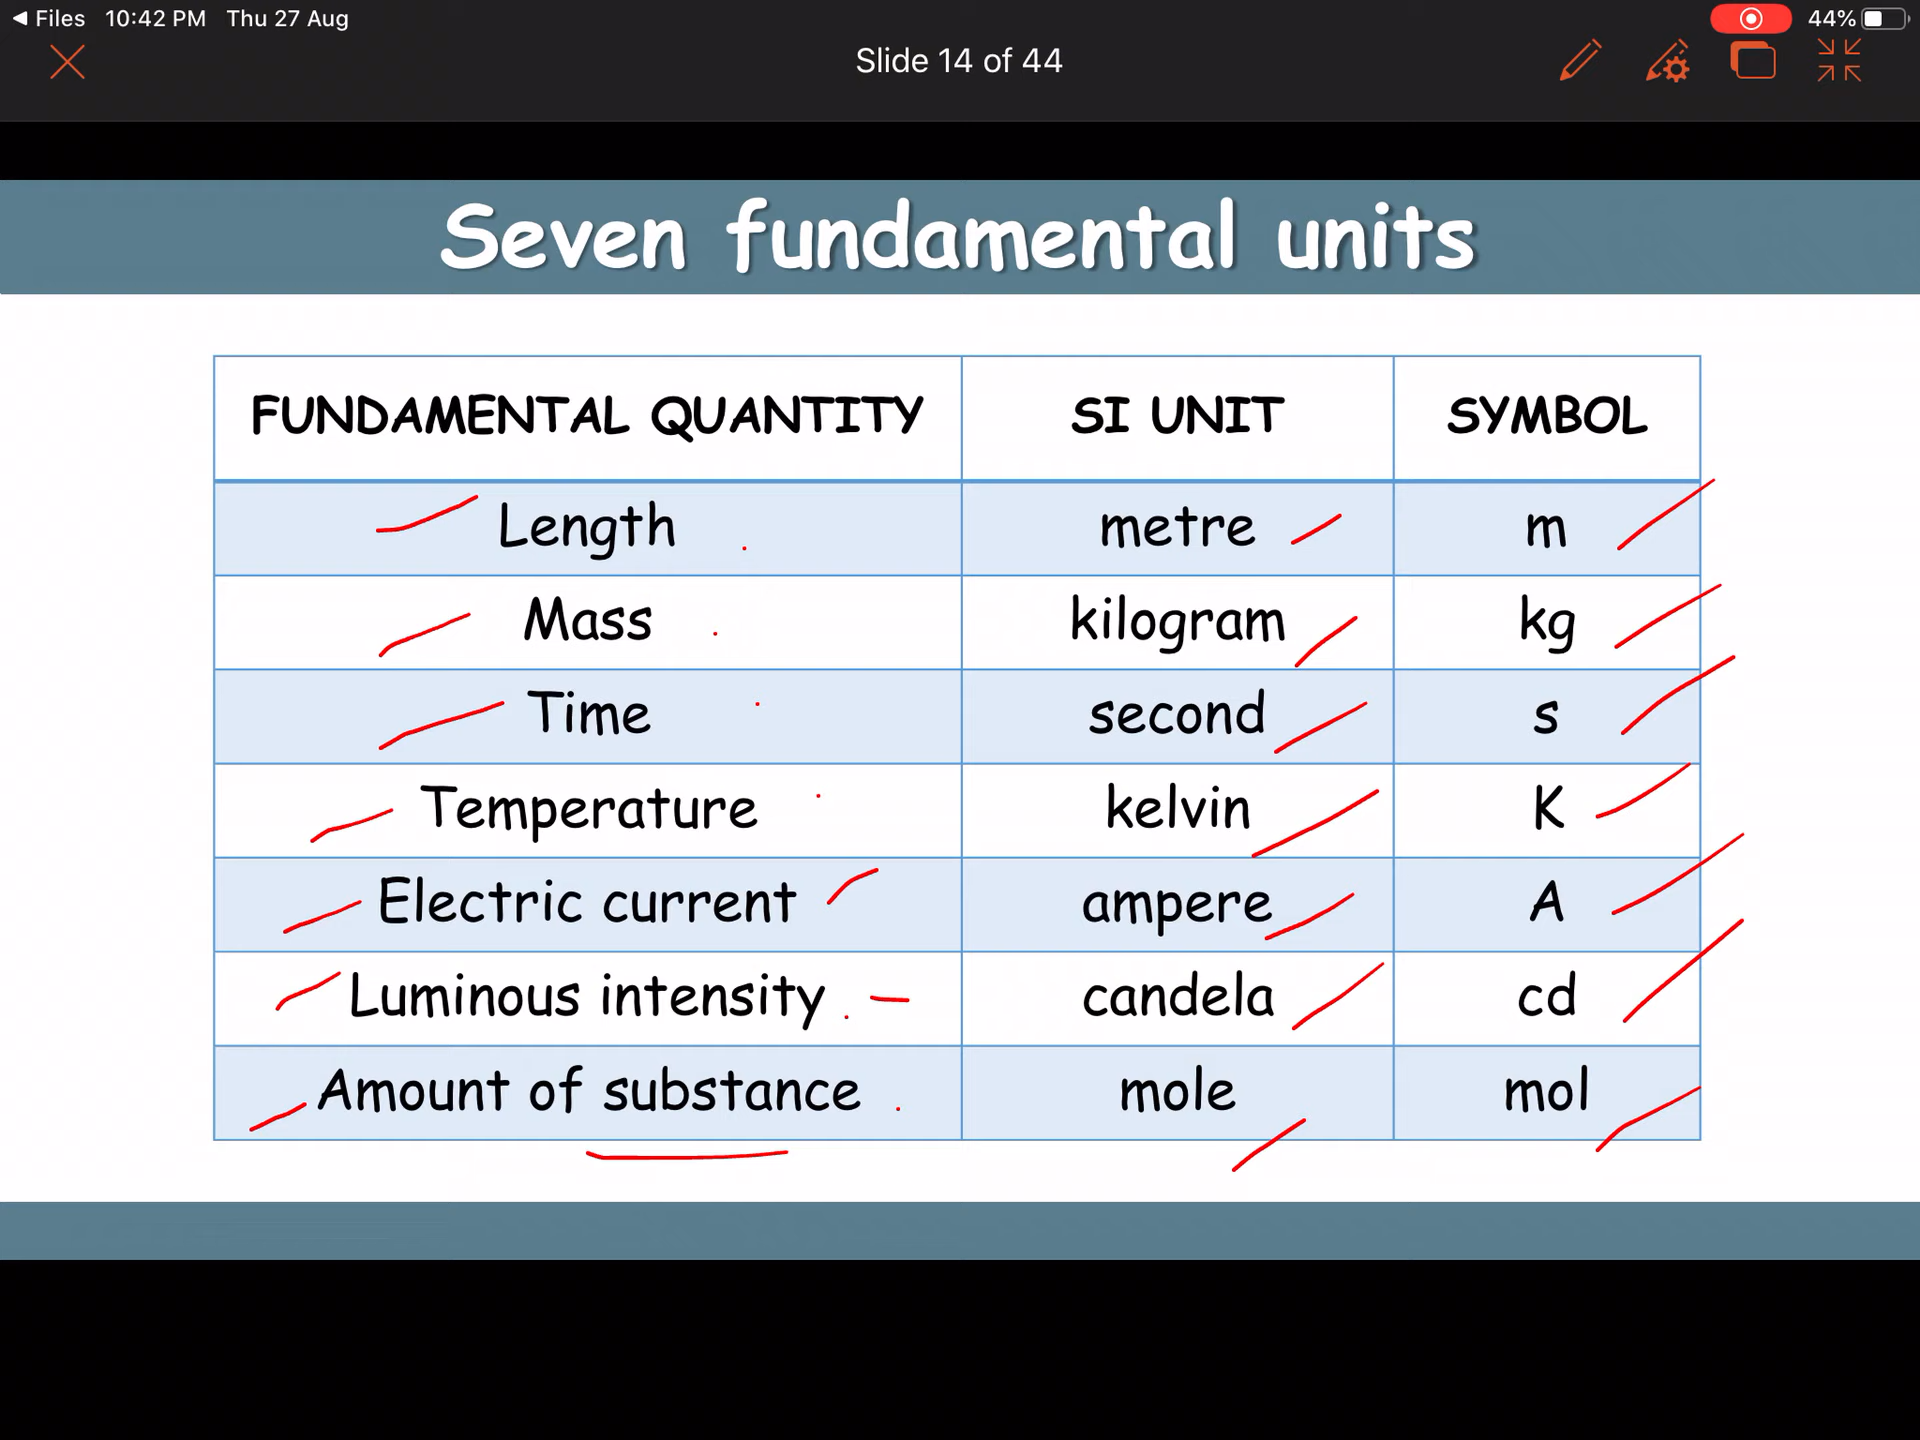 Files 10:42 PM Thu 27 Aug 44%
Slide 14 of 44
Seven fundamental units
FUNDAMENTAL QUANTITY SI UNIT SYMBOL
Length metre m
Mass kilogram kg
Time second s
Temperature kelvin K
Electric current ampere A
Luminous intensity candela cd
Amount of substance mole mol